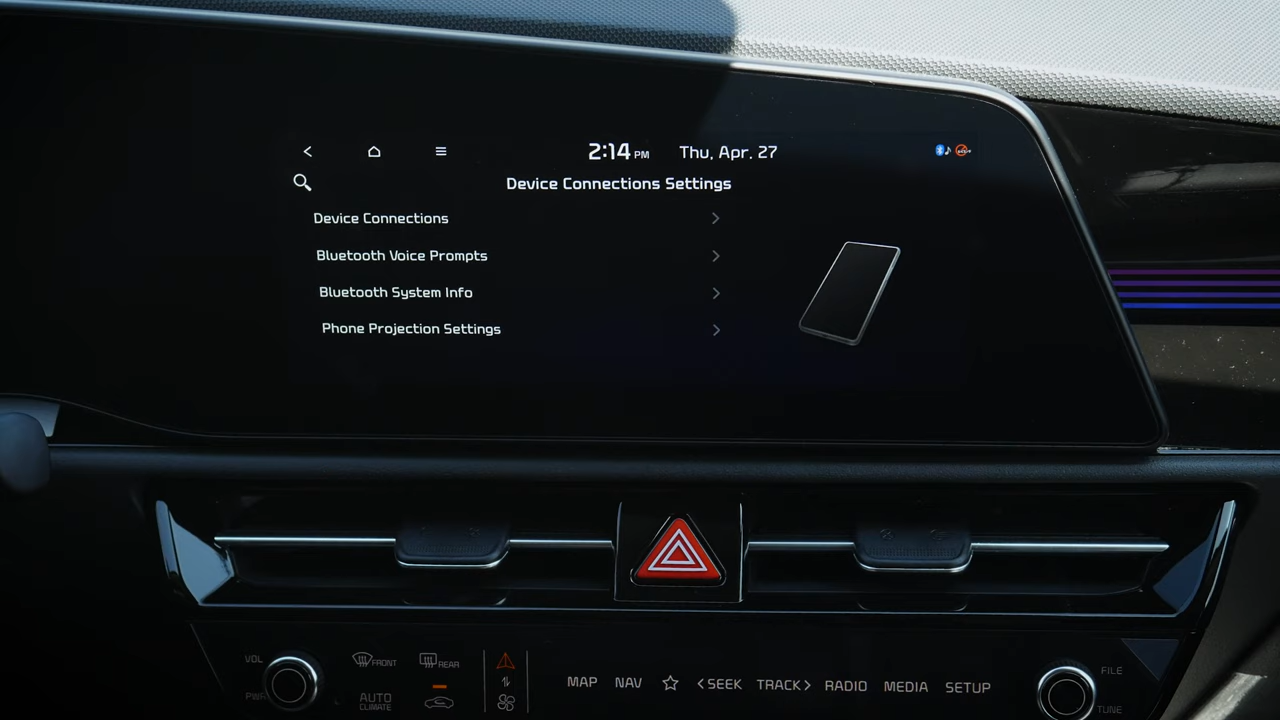 2:14 PM Thu, Apr. 27
Device Connections Settings
Device Connections
Bluetooth Voice Prompts
Bluetooth System Info
Phone Projection Settings
VOL
PWR
FRONT
REAR
AUTO
CLIMATE
MAP NAV <SEEK TRACK> RADIO MEDIA SETUP
FILE
TUNE